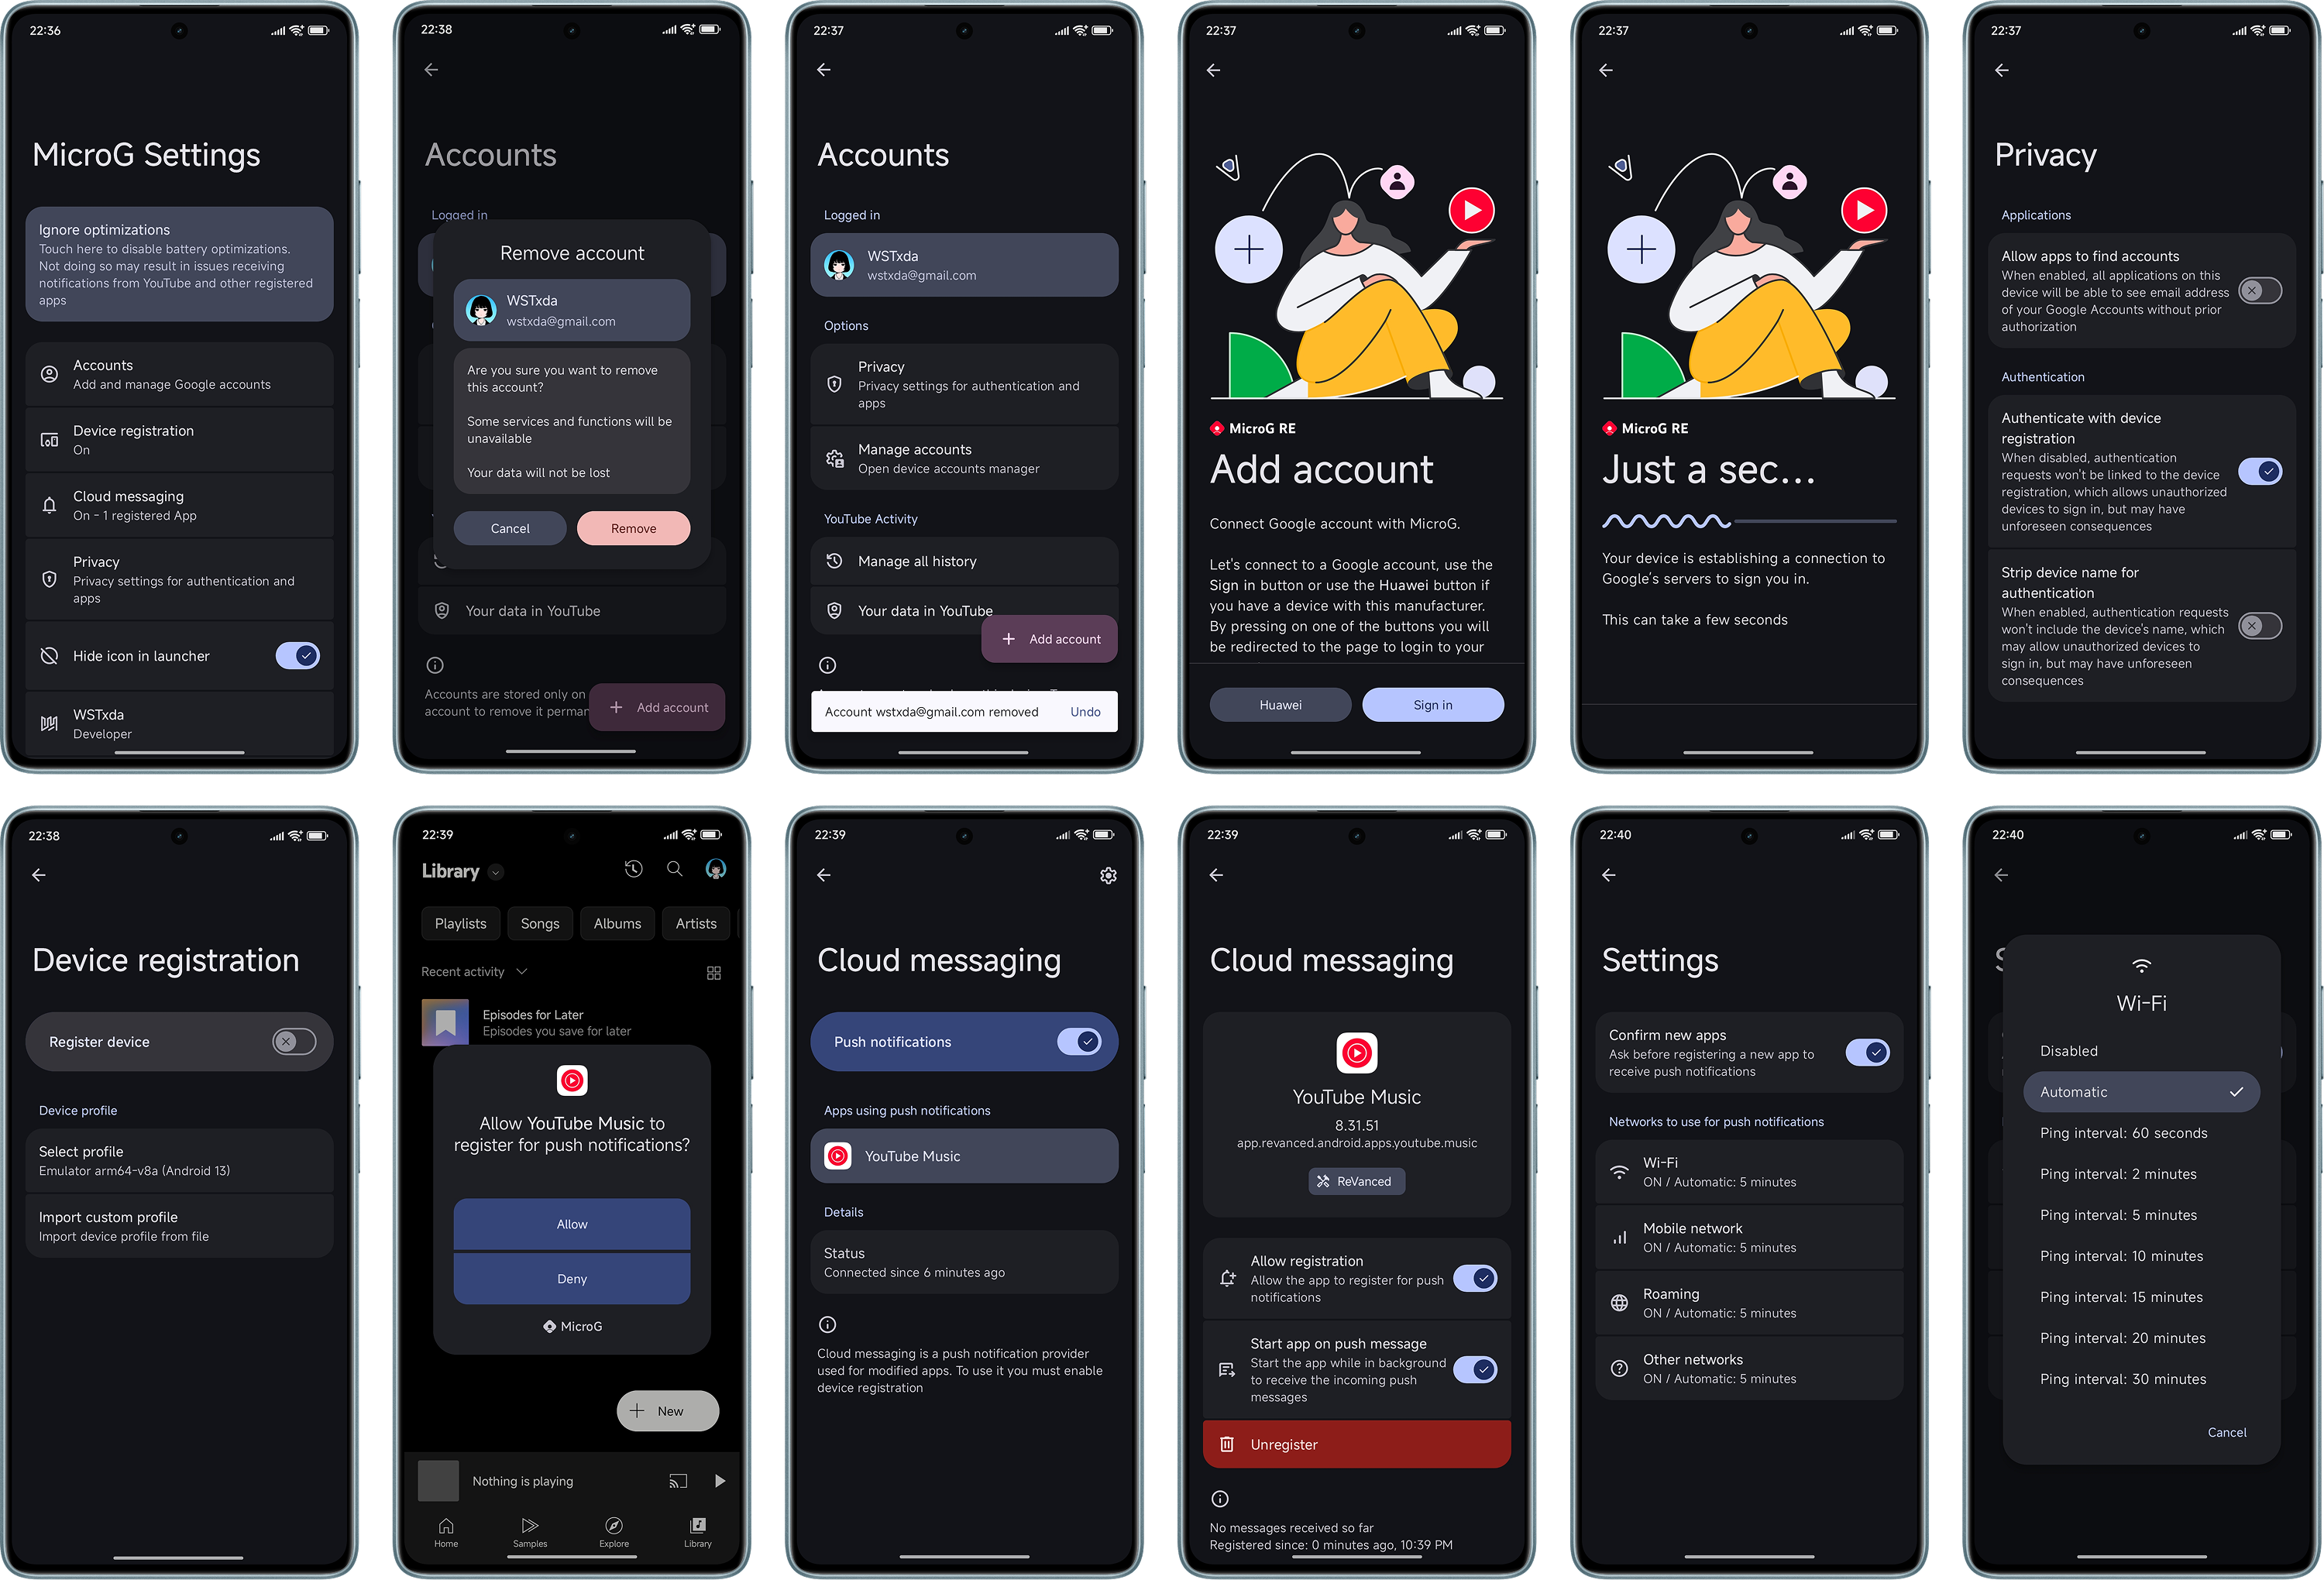 22:36
MicroG Settings
Ignore optimizations
Touch here to disable battery optimizations.
Not doing so may result in issues receiving
notifications from YouTube and other registered
apps
Accounts
Add and manage Google accounts
Device registration
On
Cloud messaging
On - 1 registered App
Privacy
Privacy settings for authentication and
apps
Hide icon in launcher
WSTxda
Developer
22:38
Accounts
Logged in
Remove account
WSTxda
wstxda@gmail.com
Are you sure you want to remove
this account?
Some services and functions will be
unavailable
Your data will not be lost
Cancel
Remove
Your data in YouTube
Accounts are stored only on
account to remove it perman
Add account
22:37
Accounts
Logged in
WSTxda
wstxda@gmail.com
Options
Privacy
Privacy settings for authentication and
apps
Manage accounts
Open device accounts manager
YouTube Activity
Manage all history
Your data in YouTube
Add account
Account wstxda@gmail.com removed
Undo
22:37
MicroG RE
Add account
Connect Google account with MicroG.
Let's connect to a Google account, use the
Sign in button or use the Huawei button if
you have a device with this manufacturer.
By pressing on one of the buttons you will
be redirected to the page to login to your
Huawei
Sign in
22:37
MicroG RE
Just a sec...
Your device is establishing a connection to
Google's servers to sign you in.
This can take a few seconds
22:37
Privacy
Applications
Allow apps to find accounts
When enabled, all applications on this
device will be able to see email address
of your Google Accounts without prior
authorization
Authentication
Authenticate with device
registration
When disabled, authentication
requests won't be linked to the device
registration, which allows unauthorized
devices to sign in, but may have
unforeseen consequences
Strip device name for
authentication
When enabled, authentication requests
won't include the device's name, which
may allow unauthorized devices to
sign in, but may have unforeseen
consequences
22:38
Device registration
Register device
Device profile
Select profile
Emulator arm64-v8a (Android 13)
Import custom profile
Import device profile from file
22:39
Library
Playlists
Songs
Albums
Artists
Recent activity
Episodes for Later
Episodes you save for later
Allow YouTube Music to
register for push notifications?
Allow
Deny
MicroG
New
Nothing is playing
Home
Samples
Explore
Library
22:39
Cloud messaging
Push notifications
Apps using push notifications
YouTube Music
Details
Status
Connected since 6 minutes ago
Cloud messaging is a push notification provider
used for modified apps. To use it you must enable
device registration
22:39
Cloud messaging
YouTube Music
8.31.51
app.revanced.android.apps.youtube.music
ReVanced
Allow registration
Allow the app to register for push
notifications
Start app on push message
Start the app while in background
to receive the incoming push
messages
Unregister
No messages received so far
Registered since: 0 minutes ago, 10:39 PM
22:40
Settings
Confirm new apps
Ask before registering a new app to
receive push notifications
Networks to use for push notifications
Wi-Fi
ON / Automatic: 5 minutes
Mobile network
ON / Automatic: 5 minutes
Roaming
ON / Automatic: 5 minutes
Other networks
ON / Automatic: 5 minutes
22:40
Wi-Fi
Disabled
Automatic
Ping interval: 60 seconds
Ping interval: 2 minutes
Ping interval: 5 minutes
Ping interval: 10 minutes
Ping interval: 15 minutes
Ping interval: 20 minutes
Ping interval: 30 minutes
Cancel